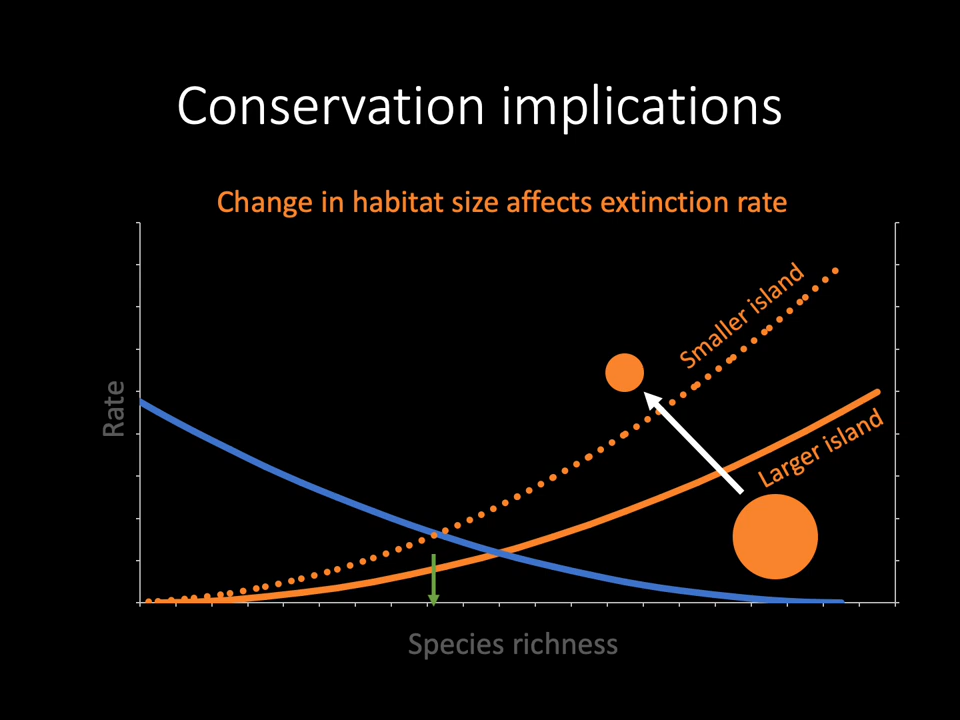 Conservation implications
Change in habitat size affects extinction rate
Smaller island
Rate
Larger island
Species richness